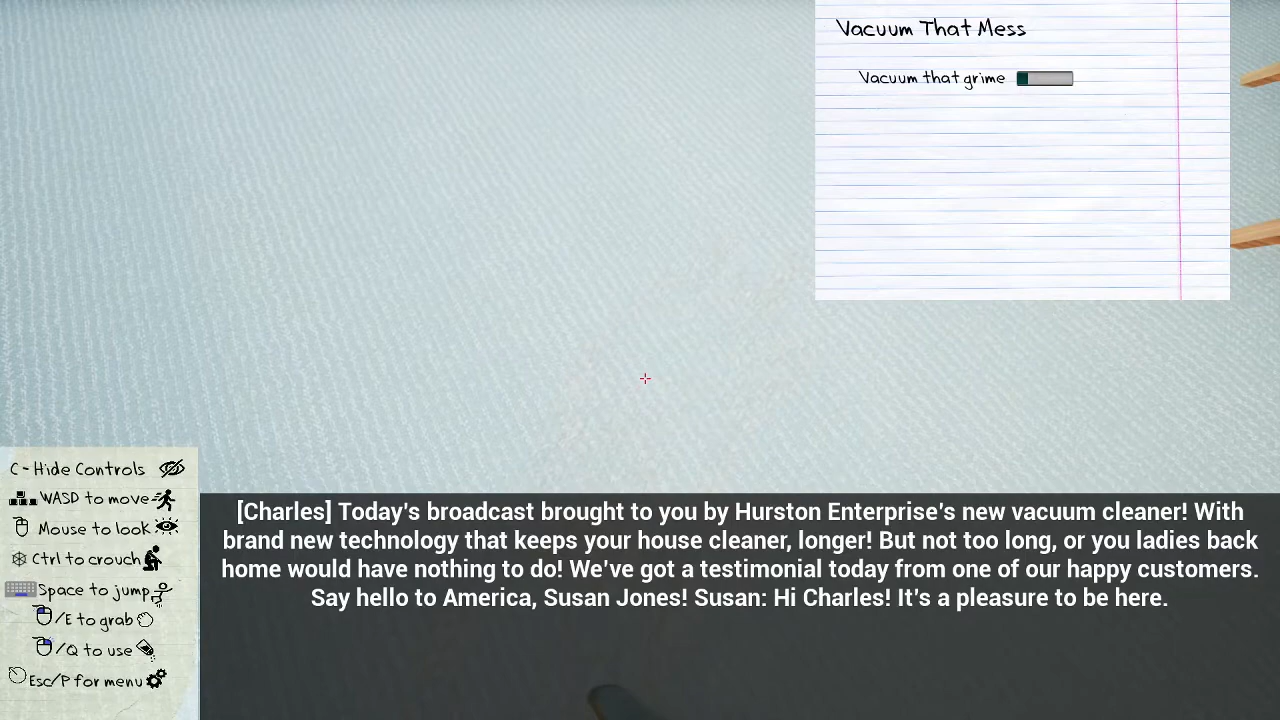 Vacuum That Mess
Vacuum that grime
C - Hide Controls
WASD to move
Mouse to look
Ctrl to crouch
Space to jump
/E to grab
/Q to use
Esc/P for menu
[Charles] Today's broadcast brought to you by Hurston Enterprise's new vacuum cleaner! With
brand new technology that keeps your house cleaner, longer! But not too long, or you ladies back
home would have nothing to do! We've got a testimonial today from one of our happy customers.
Say hello to America, Susan Jones! Susan: Hi Charles! It's a pleasure to be here.